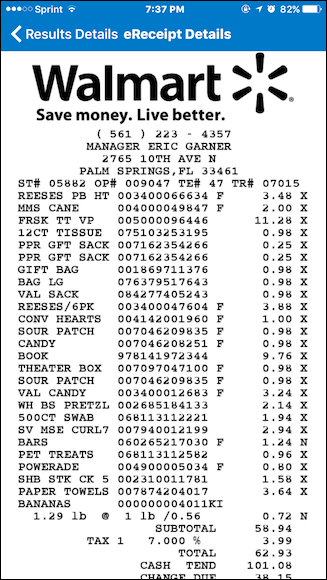 Sprint 7:37 PM 82%
Results Details eReceipt Details
Walmart
Save money. Live better.
( 561 ) 223 - 4357
MANAGER ERIC GARNER
2765 10TH AVE N
PALM SPRINGS,FL 33461
ST# 05882 OP# 009047 TE# 47 TR# 07015
REESES PB HT 003400066634 F 3.48 X
MMS CANE 004000049847 F 2.00 X
FRSK TT VP 005000096446 11.28 X
12CT TISSUE 075103253195 0.98 X
PPR GFT SACK 007162354266 0.25 X
PPR GFT SACK 007162354266 0.25 X
GIFT BAG 001869711376 0.98 X
BAG LG 076379517643 0.98 X
VAL SACK 084277405243 0.98 X
REESES/6PK 003400047604 F 3.88 X
CONV HEARTS 004142001960 F 1.00 X
SOUR PATCH 007046209835 F 0.98 X
CANDY 007046208251 F 0.98 X
BOOK 978141972344 9.76 X
THEATER BOX 007097047100 F 0.98 X
SOUR PATCH 007046209835 F 0.98 X
VAL CANDY 003400012683 F 3.24 X
WH BS PRETZL 002685184133 2.14 X
500CT SWAB 068113112221 1.94 X
SV MSE CURL7 007940012199 2.94 X
BARS 060265217030 F 1.24 N
PET TREATS 068113112582 0.96 X
POWERADE 004900005034 F 0.80 X
SHB STK CK 5 002310011781 1.58 X
PAPER TOWELS 007874204017 3.64 X
BANANAS 000000004011KI
1.29 lb @ 1 lb /0.56 0.72 N
SUBTOTAL 58.94
TAX 1 7.000 % 3.99
TOTAL 62.93
CASH TEND 101.08
CHANGE DUE 38.15